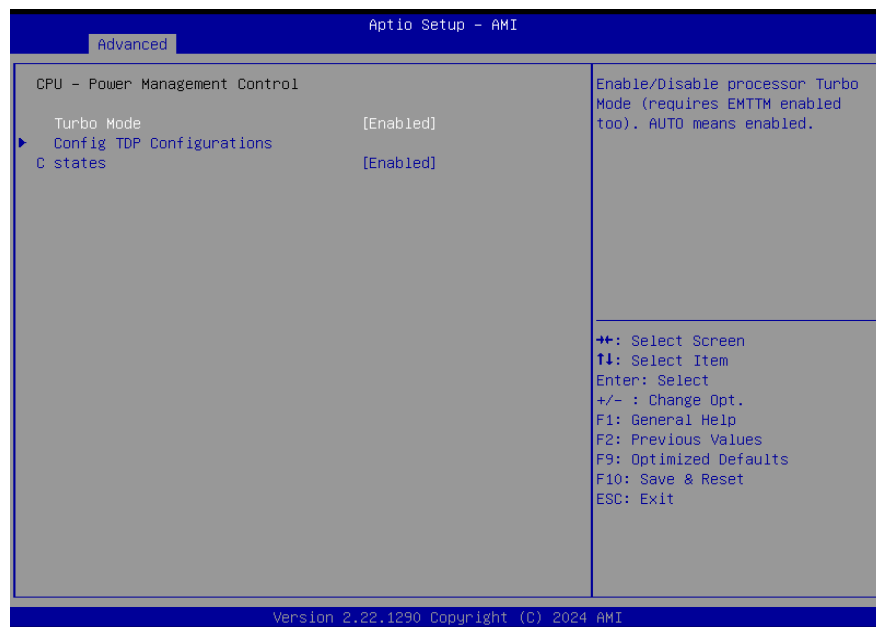 Aptio Setup – AMI
Advanced
CPU – Power Management Control
Turbo Mode [Enabled]
Config TDP Configurations
C states [Enabled]
Enable/Disable processor Turbo
Mode (requires EMTTM enabled
too). AUTO means enabled.
→←: Select Screen
↑↓: Select Item
Enter: Select
+/- : Change Opt.
F1: General Help
F2: Previous Values
F9: Optimized Defaults
F10: Save & Reset
ESC: Exit
Version 2.22.1290 Copyright (C) 2024 AMI